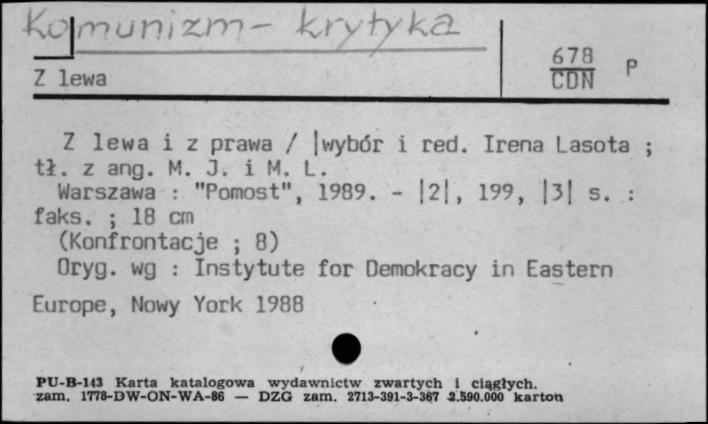 Komunizm - krytyka
678
CDN P
Z lewa
Z lewa i z prawa / |wybór i red. Irena Lasota ;
tł. z ang. M. J. i M. L.
Warszawa : "Pomost", 1989. - |2|, 199, |3| s. :
faks. ; 18 cm
(Konfrontacje ; 8)
Oryg. wg : Instytute for Demokracy in Eastern
Europe, Nowy York 1988
PU-B-143 Karta katalogowa wydawnictw zwartych i ciągłych.
zam. 1778-DW-ON-WA-86 — DZG zam. 2713-391-3-367 2.590.000 karton